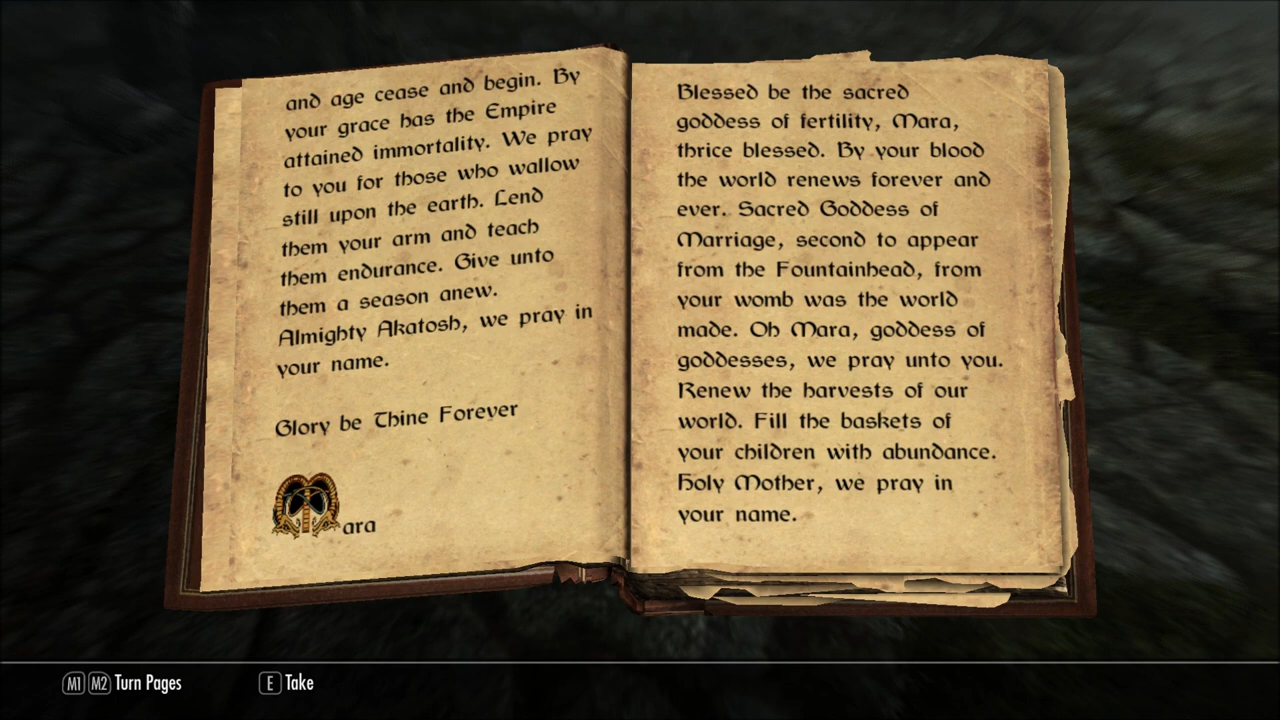 and age cease and begin. By
your grace has the Empire
attained immortality. We pray
to you for those who wallow
still upon the earth. Lend
them your arm and teach
them endurance. Give unto
them a season anew.
Almighty Akatosh, we pray in
your name.
Glory be Thine Forever
Mara
Blessed be the sacred
goddess of fertility, Mara,
thrice blessed. By your blood
the world renews forever and
ever. Sacred Goddess of
Marriage, second to appear
from the Fountainhead, from
your womb was the world
made. Oh Mara, goddess of
goddesses, we pray unto you.
Renew the harvests of our
world. Fill the baskets of
your children with abundance.
Holy Mother, we pray in
your name.
M1 M2 Turn Pages
E Take